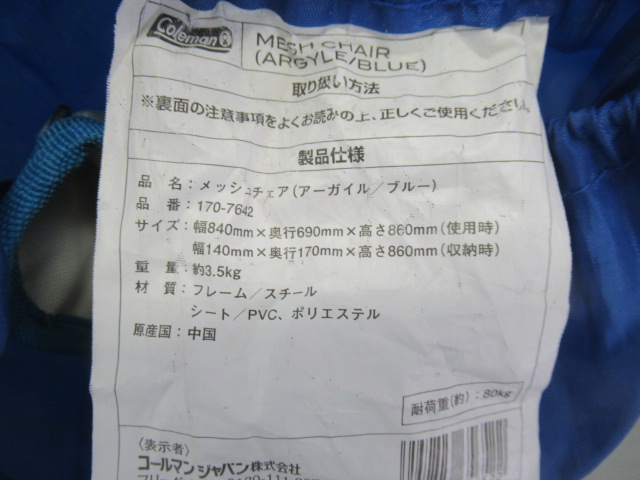 Coleman
MESH CHAIR
(ARGYLE/BLUE)
取り扱い方法
※裏面の注意事項をよくお読みの上、正しくご使用ください。
製品仕様
品 名：メッシュチェア(アーガイル／ブルー)
品 番：170-7642
サイズ：幅840mm×奥行690mm×高さ860mm(使用時)
幅140mm×奥行170mm×高さ860mm(収納時)
重 量：約3.5kg
材 質：フレーム／スチール
シート／PVC、ポリエステル
原産国：中国
耐荷重(約)：80kg
〈表示者〉
コールマン ジャパン株式会社